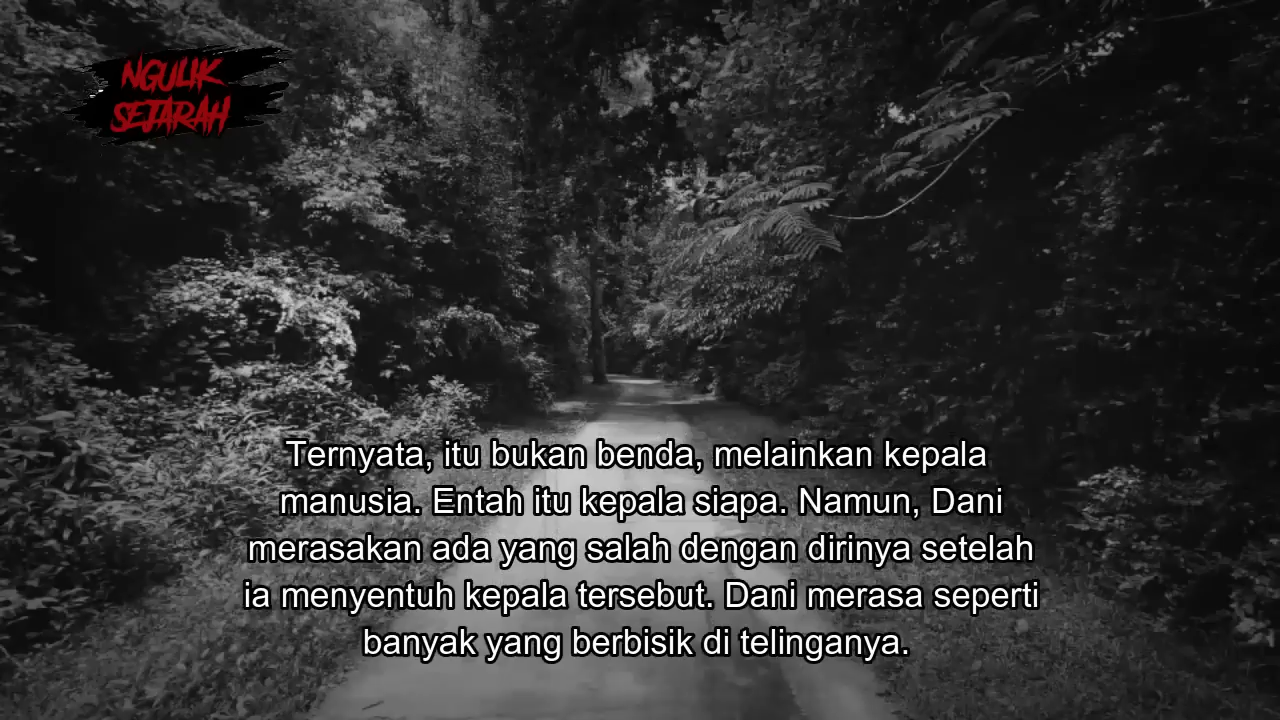 NGULIK
SEJARAH
Ternyata, itu bukan benda, melainkan kepala
manusia. Entah itu kepala siapa. Namun, Dani
merasakan ada yang salah dengan dirinya setelah
ia menyentuh kepala tersebut. Dani merasa seperti
banyak yang berbisik di telinganya.